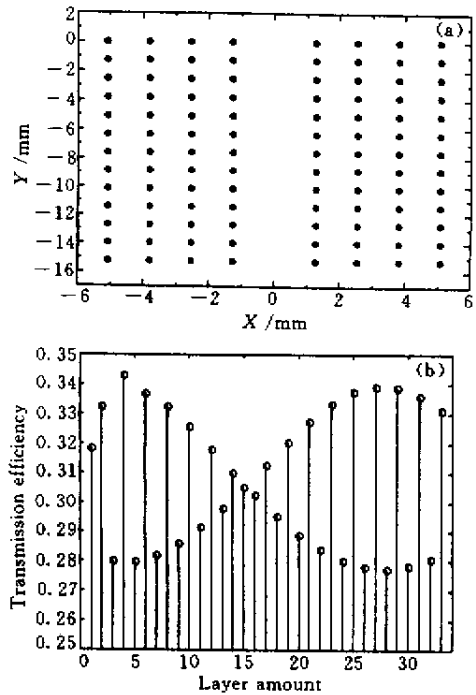 (a)
2
0
−2
−4
−6
−8
−10
−12
−14
−16
Y /mm
−6 −4 −2 0 2 4 6
X /mm
(b)
0.35
0.34
0.33
0.32
0.31
0.30
0.29
0.28
0.27
0.26
0.25
Transmission efficiency
0 5 10 15 20 25 30
Layer amount